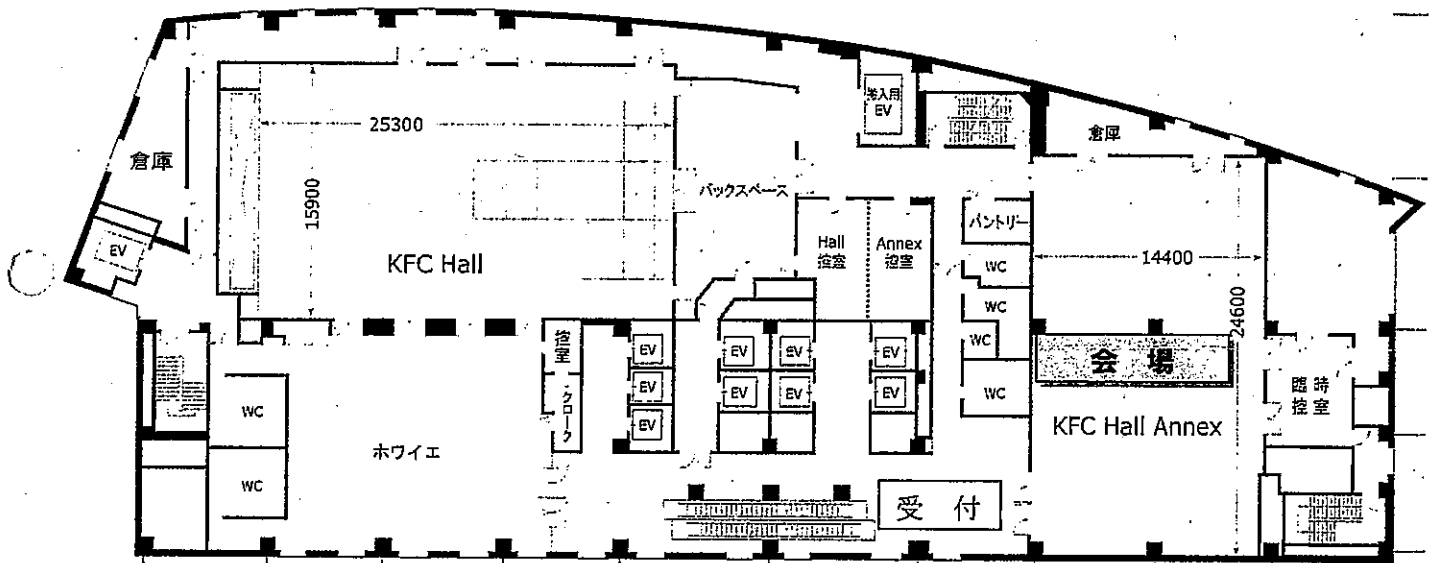 搬入用
EV
倉庫
25300
倉庫
15900
バックスペース
パントリー
EV
KFC Hall
Hall
控室
Annex
控室
WC
14400
WC
24600
控室
EV
EV
EV
EV
WC
会場
クローク
EV
EV
EV
EV
WC
臨時
控室
WC
EV
KFC Hall Annex
ホワイエ
WC
受付